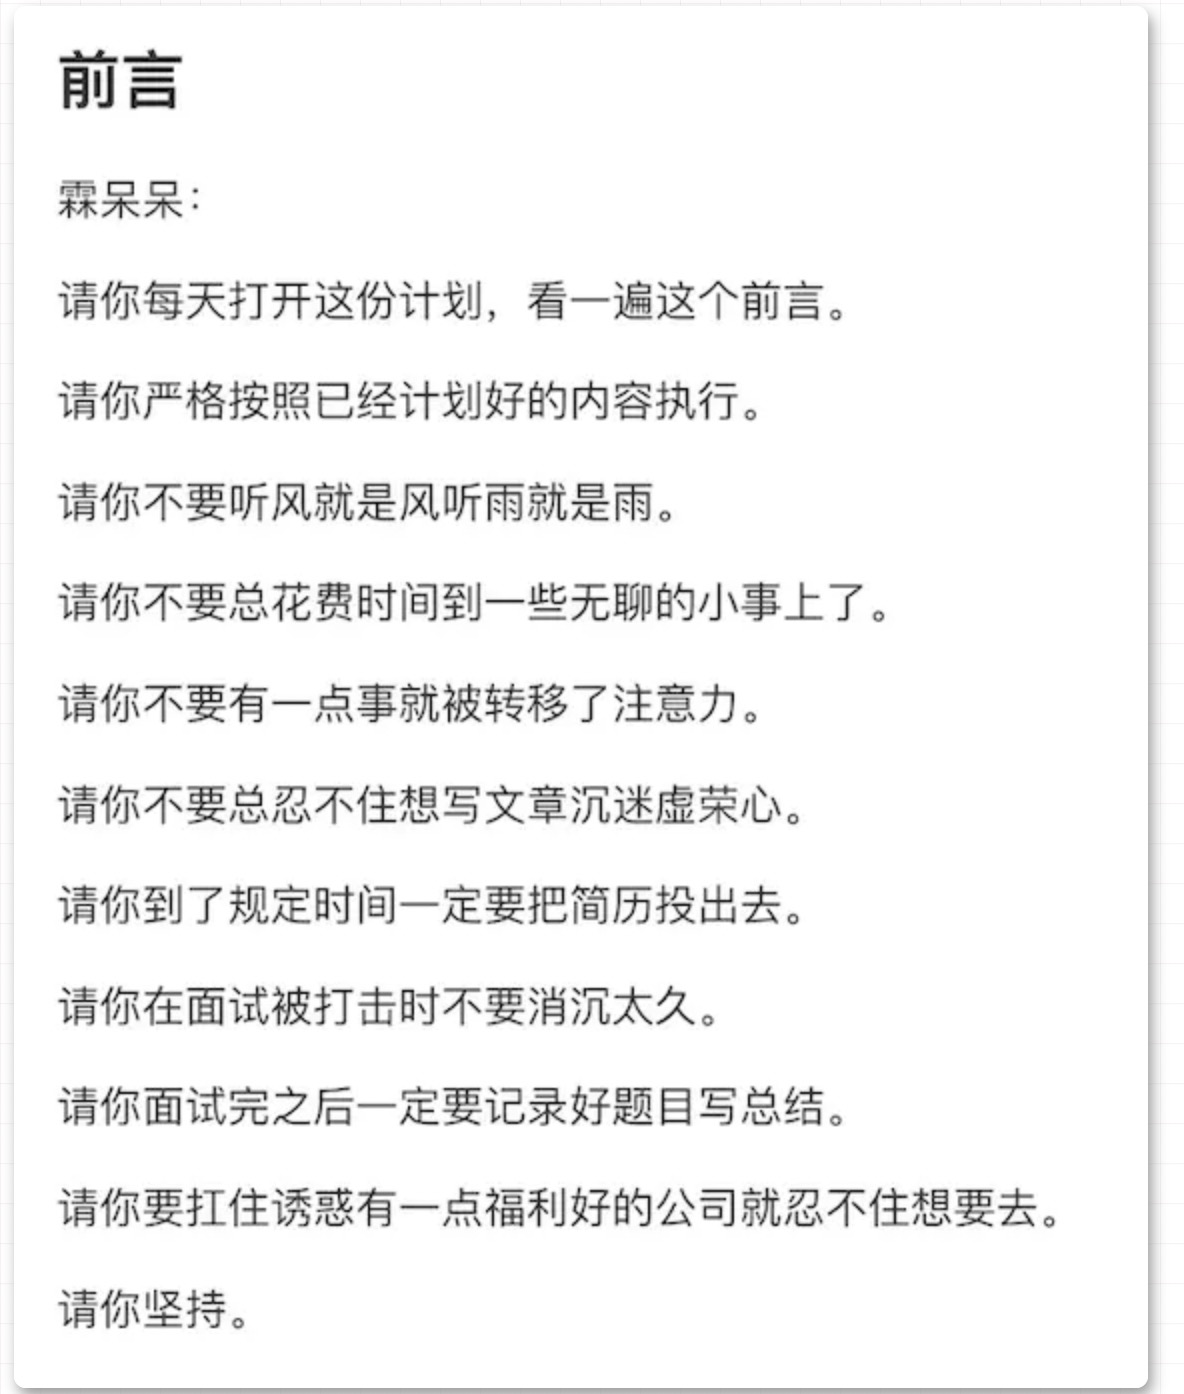 前言
霖呆呆：
请你每天打开这份计划，看一遍这个前言。
请你严格按照已经计划好的内容执行。
请你不要听风就是风听雨就是雨。
请你不要总花费时间到一些无聊的小事上了。
请你不要有一点事就被转移了注意力。
请你不要总忍不住想写文章沉迷虚荣心。
请你到了规定时间一定要把简历投出去。
请你在面试被打击时不要消沉太久。
请你面试完之后一定要记录好题目写总结。
请你要扛住诱惑有一点福利好的公司就忍不住想要去。
请你坚持。